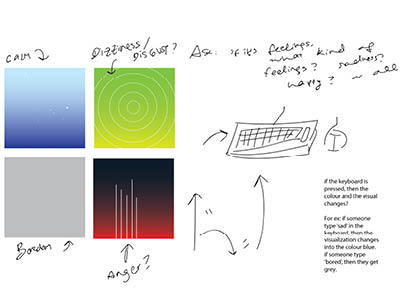 CALM
DIZZINESS/
DISGUST?
ASK: if its feelings,
what kind of
feelings? sadness?
happy? all
Boredom
ANGER?
if the keyboard is
pressed, then the
colour and the visual
changes?
For ex: if someone
type 'sad' in the
keyboard, then the
visualization changes
into the colour blue.
if someone type
'bored', then they get
grey.